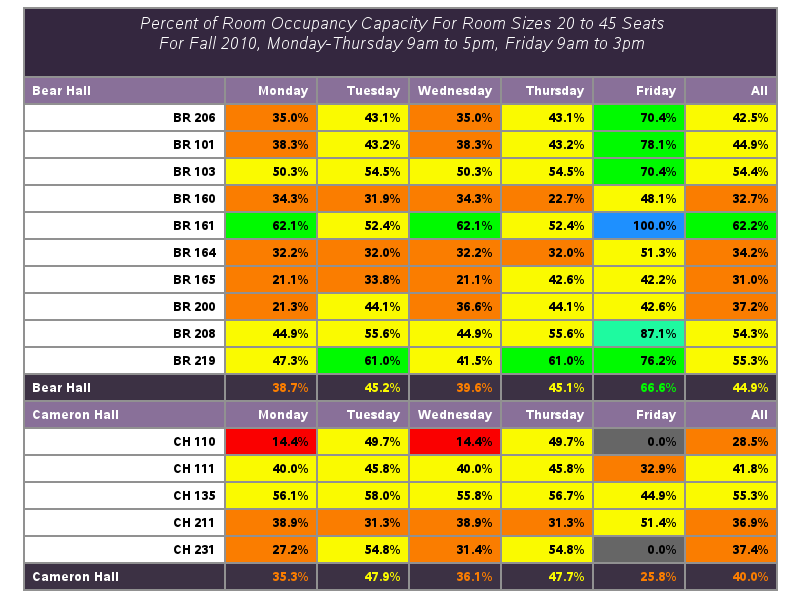 Percent of Room Occupancy Capacity For Room Sizes 20 to 45 Seats
For Fall 2010, Monday-Thursday 9am to 5pm, Friday 9am to 3pm
Bear Hall Monday Tuesday Wednesday Thursday Friday All
BR 206 35.0% 43.1% 35.0% 43.1% 70.4% 42.5%
BR 101 38.3% 43.2% 38.3% 43.2% 78.1% 44.9%
BR 103 50.3% 54.5% 50.3% 54.5% 70.4% 54.4%
BR 160 34.3% 31.9% 34.3% 22.7% 48.1% 32.7%
BR 161 62.1% 52.4% 62.1% 52.4% 100.0% 62.2%
BR 164 32.2% 32.0% 32.2% 32.0% 51.3% 34.2%
BR 165 21.1% 33.8% 21.1% 42.6% 42.2% 31.0%
BR 200 21.3% 44.1% 36.6% 44.1% 42.6% 37.2%
BR 208 44.9% 55.6% 44.9% 55.6% 87.1% 54.3%
BR 219 47.3% 61.0% 41.5% 61.0% 76.2% 55.3%
Bear Hall 38.7% 45.2% 39.6% 45.1% 66.6% 44.9%
Cameron Hall Monday Tuesday Wednesday Thursday Friday All
CH 110 14.4% 49.7% 14.4% 49.7% 0.0% 28.5%
CH 111 40.0% 45.8% 40.0% 45.8% 32.9% 41.8%
CH 135 56.1% 58.0% 55.8% 56.7% 44.9% 55.3%
CH 211 38.9% 31.3% 38.9% 31.3% 51.4% 36.9%
CH 231 27.2% 54.8% 31.4% 54.8% 0.0% 37.4%
Cameron Hall 35.3% 47.9% 36.1% 47.7% 25.8% 40.0%